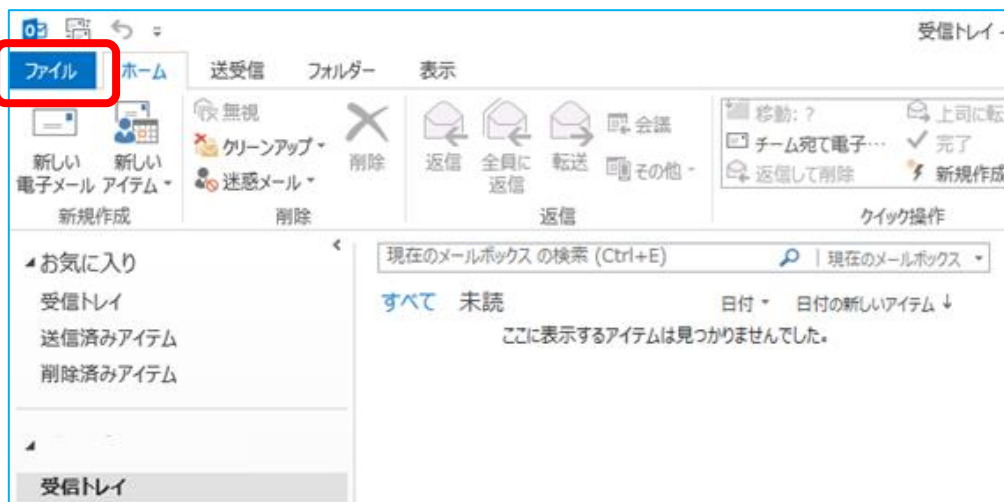 受信トレイ -
ファイル ホーム 送受信 フォルダー 表示
新しい
電子メール
新しい
アイテム
新規作成
無視
クリーンアップ
迷惑メール
削除
削除
返信
全員に
返信
転送
会議
その他
返信
移動: ?
チーム宛て電子…
返信して削除
上司に転
完了
新規作成
クイック操作
お気に入り
受信トレイ
送信済みアイテム
削除済みアイテム
受信トレイ
現在のメールボックス の検索 (Ctrl+E) 現在のメールボックス
すべて 未読 日付 日付の新しいアイテム ↓
ここに表示するアイテムは見つかりませんでした。